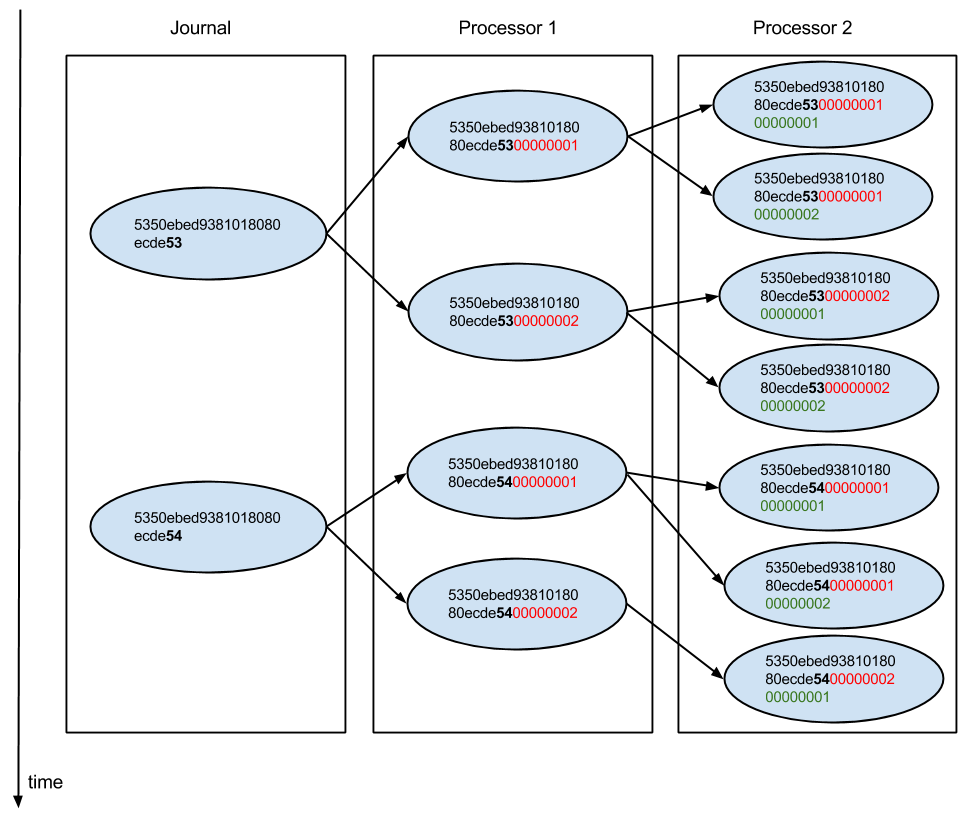 Journal
Processor 1
Processor 2
5350ebed9381018080
ecde53
5350ebed9381018080
ecde54
5350ebed93810180
80ecde5300000001
5350ebed93810180
80ecde5300000002
5350ebed93810180
80ecde5400000001
5350ebed93810180
80ecde5400000002
5350ebed93810180
80ecde5300000001
00000001
5350ebed93810180
80ecde5300000001
00000002
5350ebed93810180
80ecde5300000002
00000001
5350ebed93810180
80ecde5300000002
00000002
5350ebed93810180
80ecde5400000001
00000001
5350ebed93810180
80ecde5400000001
00000002
5350ebed93810180
80ecde5400000002
00000001
time